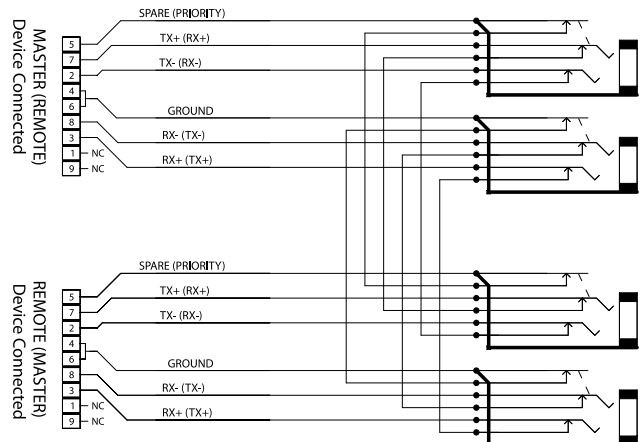 MASTER (REMOTE)
Device Connected
5 SPARE (PRIORITY)
7 TX+ (RX+)
2 TX- (RX-)
4
6 GROUND
8 RX- (TX-)
3 RX+ (TX+)
1 NC
9 NC
REMOTE (MASTER)
Device Connected
5 SPARE (PRIORITY)
7 TX+ (RX+)
2 TX- (RX-)
4
6 GROUND
8 RX- (TX-)
3 RX+ (TX+)
1 NC
9 NC